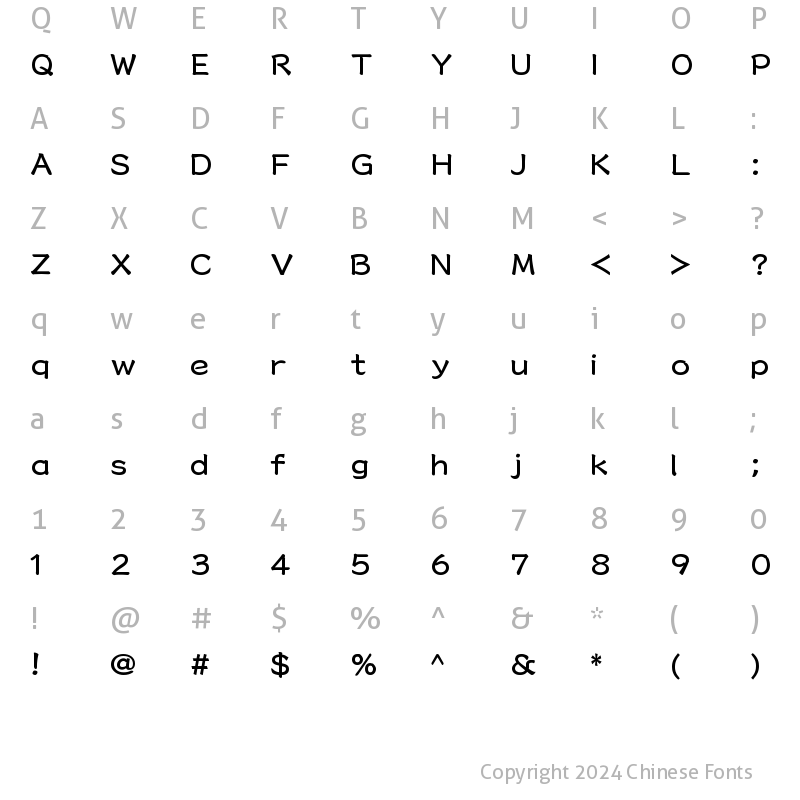 Q W E R T Y U I O P
Q W E R T Y U I O P
A S D F G H J K L :
A S D F G H J K L :
Z X C V B N M < > ?
Z X C V B N M < > ?
q w e r t y u i o p
q w e r t y u i o p
a s d f g h j k l ;
a s d f g h j k l ;
1 2 3 4 5 6 7 8 9 0
1 2 3 4 5 6 7 8 9 0
! @ # $ % ^ & * ( )
! @ # $ % ^ & * ( )
Copyright 2024 Chinese Fonts